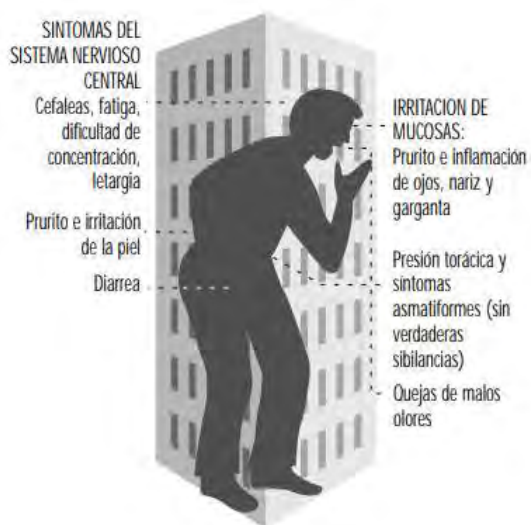 SINTOMAS DEL
SISTEMA NERVIOSO
CENTRAL
Cefaleas, fatiga,
dificultad de
concentración,
letargia
Prurito e irritación
de la piel
Diarrea
IRRITACION DE
MUCOSAS:
Prurito e inflamación
de ojos, nariz y
garganta
Presión torácica y
síntomas
asmatiformes (sin
verdaderas
sibilancias)
Quejas de malos
olores